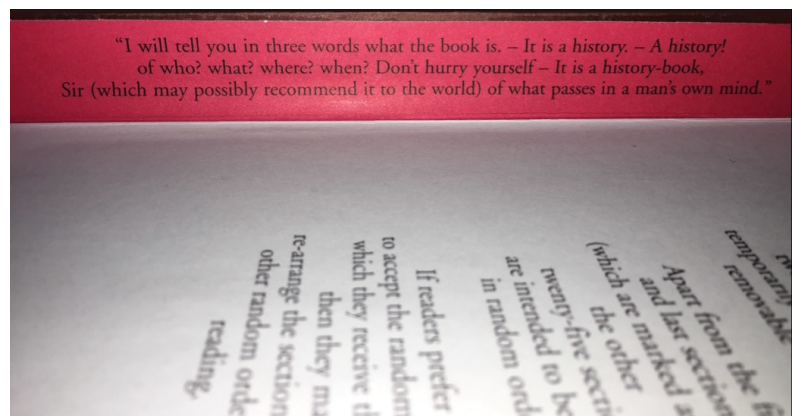 “I will tell you in three words what the book is. – It is a history. – A history!
of who? what? where? when? Don't hurry yourself – It is a history-book,
Sir (which may possibly recommend it to the world) of what passes in a man's own mind.”
temporarily
removable
Apart from the fi
and last section
(which are marked
the other
twenty-five secti
are intended to be
in random ord
If readers prefer
to accept the random
which they receive th
then they ma
re-arrange the section
other random orde
reading.